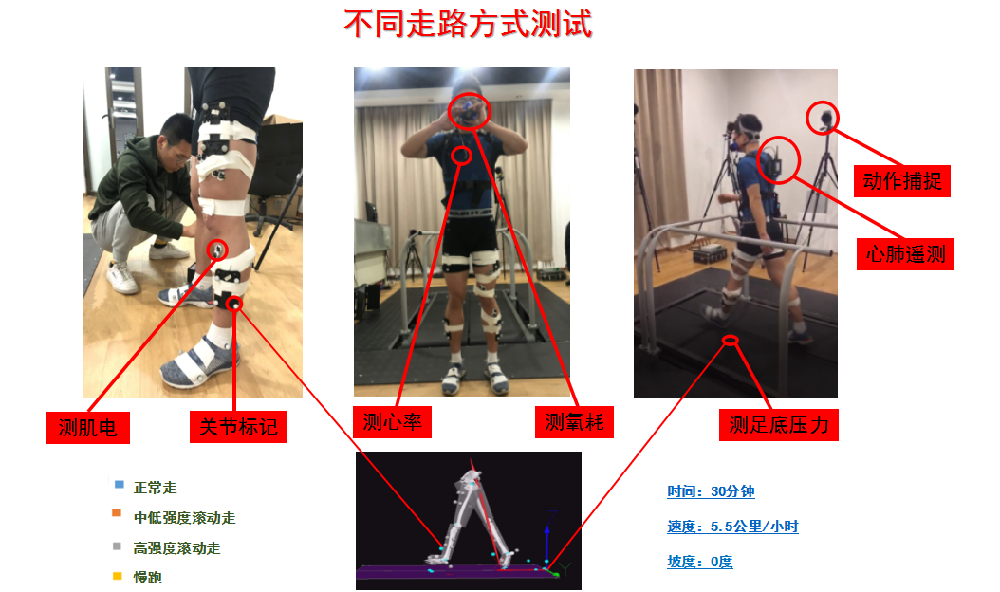 不同走路方式测试
动作捕捉
心肺遥测
测肌电
关节标记
测心率
测氧耗
测足底压力
正常走
中低强度滚动走
高强度滚动走
慢跑
时间：30分钟
速度：5.5公里/小时
坡度：0度
Z
Y